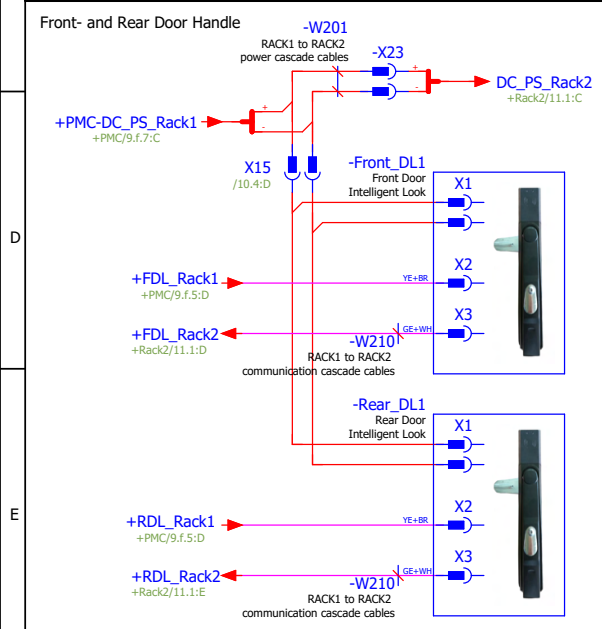 Front- and Rear Door Handle
-W201
RACK1 to RACK2
power cascade cables
-X23
+
-
DC_PS_Rack2
+Rack2/11.1:C
+PMC-DC_PS_Rack1
+PMC/9.f.7:C
+
-
X15
/10.4:D
-Front_DL1
Front Door
Intelligent Look
X1
D
+FDL_Rack1
+PMC/9.f.5:D
YE+BR
X2
+FDL_Rack2
+Rack2/11.1:D
GE+WH
X3
-W210
RACK1 to RACK2
communication cascade cables
-Rear_DL1
Rear Door
Intelligent Look
X1
E
+RDL_Rack1
+PMC/9.f.5:D
YE+BR
X2
+RDL_Rack2
+Rack2/11.1:E
GE+WH
X3
-W210
RACK1 to RACK2
communication cascade cables